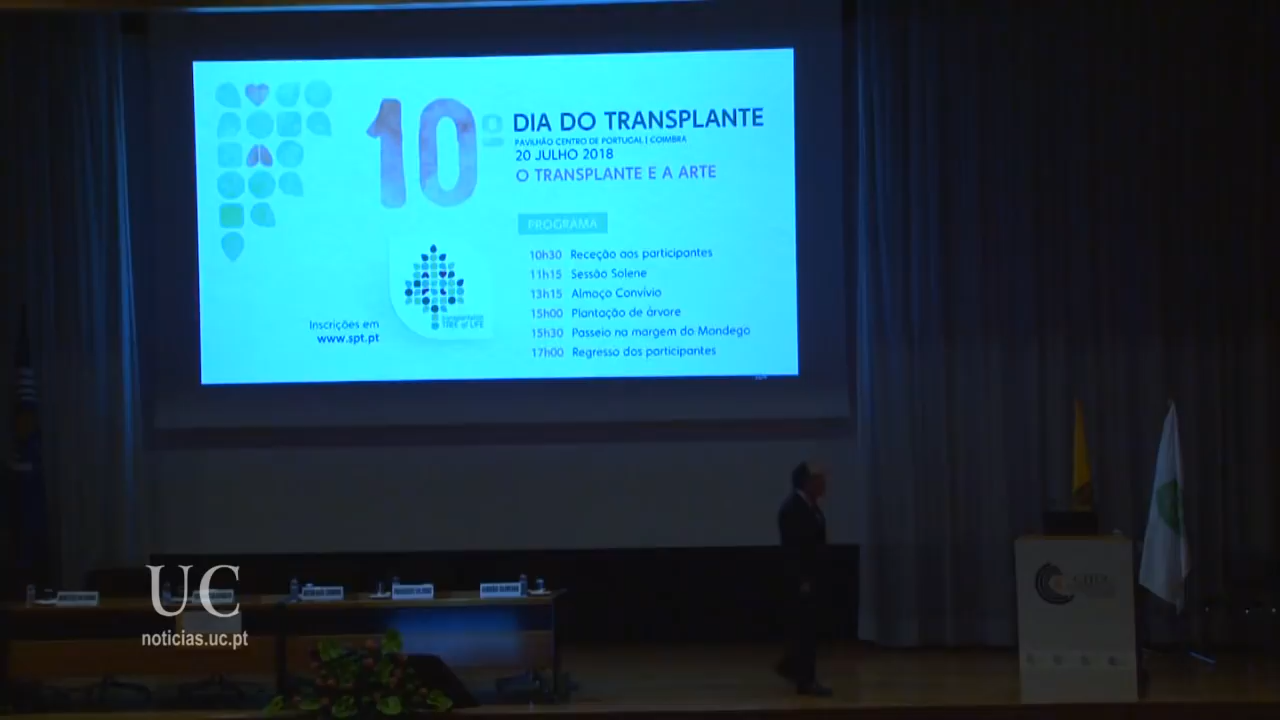 10º
DIA DO TRANSPLANTE
PAVILHÃO CENTRO DE PORTUGAL | COIMBRA
20 JULHO 2018
O TRANSPLANTE E A ARTE
PROGRAMA
10h30 Receção aos participantes
11h15 Sessão Solene
13h15 Almoço Convívio
15h00 Plantação de árvore
15h30 Passeio na margem do Mondego
17h00 Regresso dos participantes
TREE of LIFE
Inscrições em
www.spt.pt
UC
noticias.uc.pt